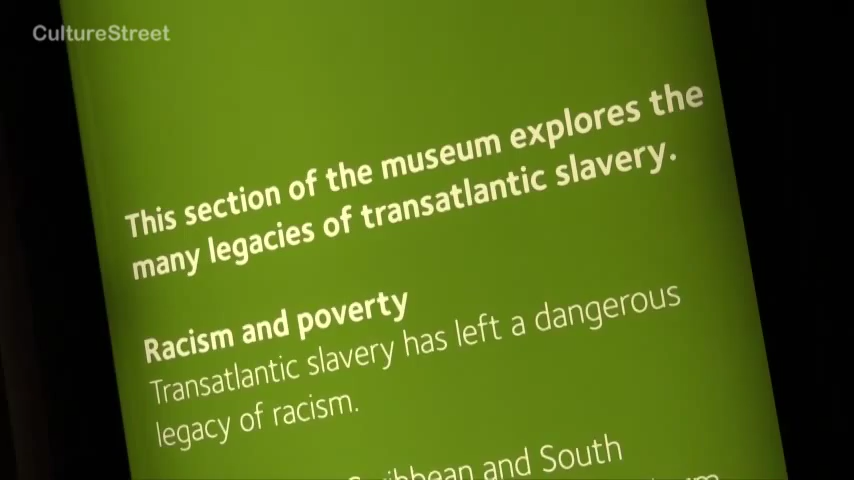 CultureStreet
This section of the museum explores the
many legacies of transatlantic slavery.
Racism and poverty
Transatlantic slavery has left a dangerous
legacy of racism.
Caribbean and South